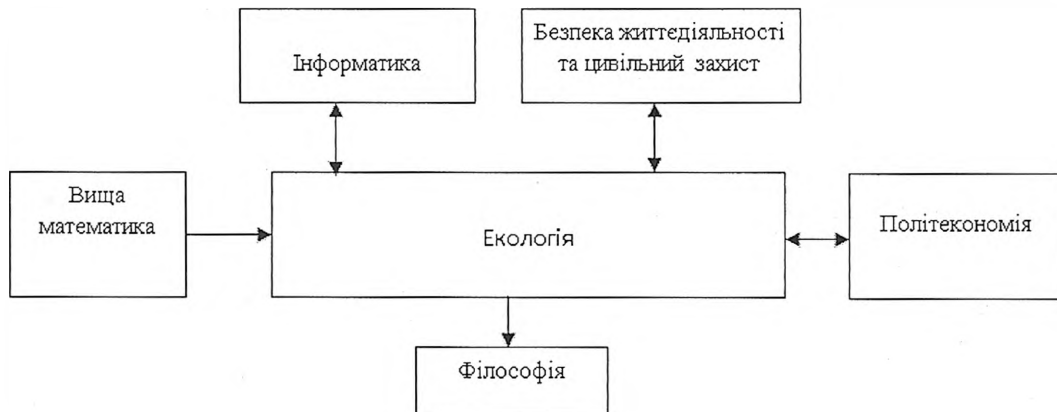 Інформатика
Безпека життєдіяльності
та цивільний захист
Вища
математика
Екологія
Політекономія
Філософія